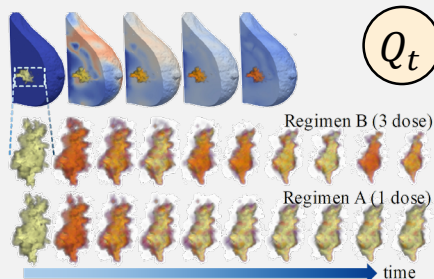 Q_t
Regimen B (3 dose)
Regimen A (1 dose)
time